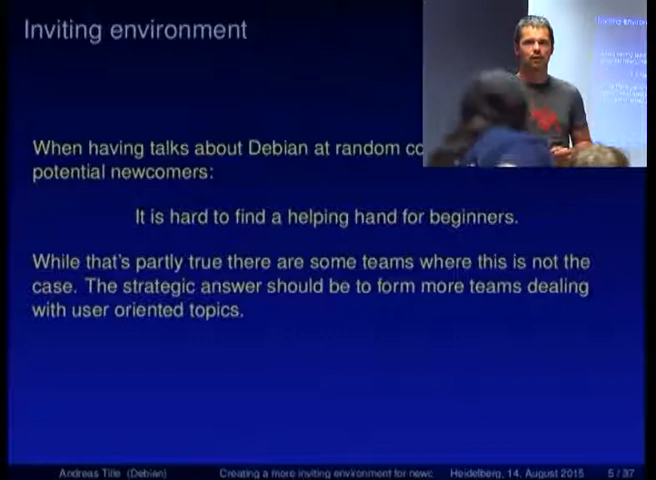 Inviting environment
When having talks about Debian at random
potential newcomers:
It is hard to find a helping hand for beginners.
While that's partly true there are some teams where this is not the
case. The strategic answer should be to form more teams dealing
with user oriented topics.
Andreas Tille (Debian)
Creating a more inviting environment for newc
Heidelberg, 14. August 2015
5 / 37